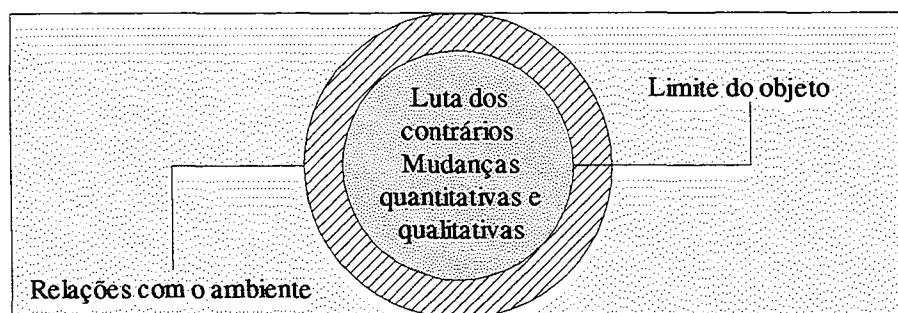 Luta dos
contrários
Mudanças
quantitativas e
qualitativas
Limite do objeto
Relações com o ambiente